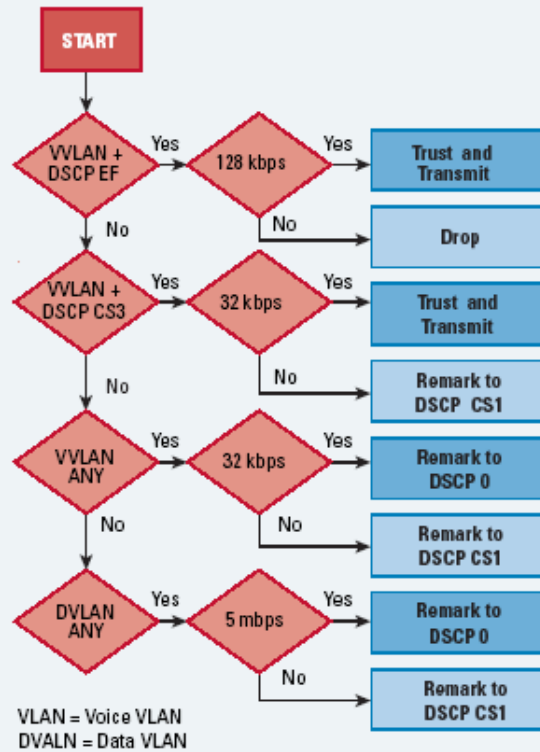 START
VVLAN +
DSCP EF
Yes
128 kbps
Yes
Trust and
Transmit
No
No
Drop
VVLAN +
DSCP CS3
Yes
32 kbps
Yes
Trust and
Transmit
No
No
Remark to
DSCP CS1
VVLAN
ANY
Yes
32 kbps
Yes
Remark to
DSCP 0
No
No
Remark to
DSCP CS1
DVLAN
ANY
Yes
5 mbps
Yes
Remark to
DSCP 0
No
Remark to
DSCP CS1
VLAN = Voice VLAN
DVALN = Data VLAN